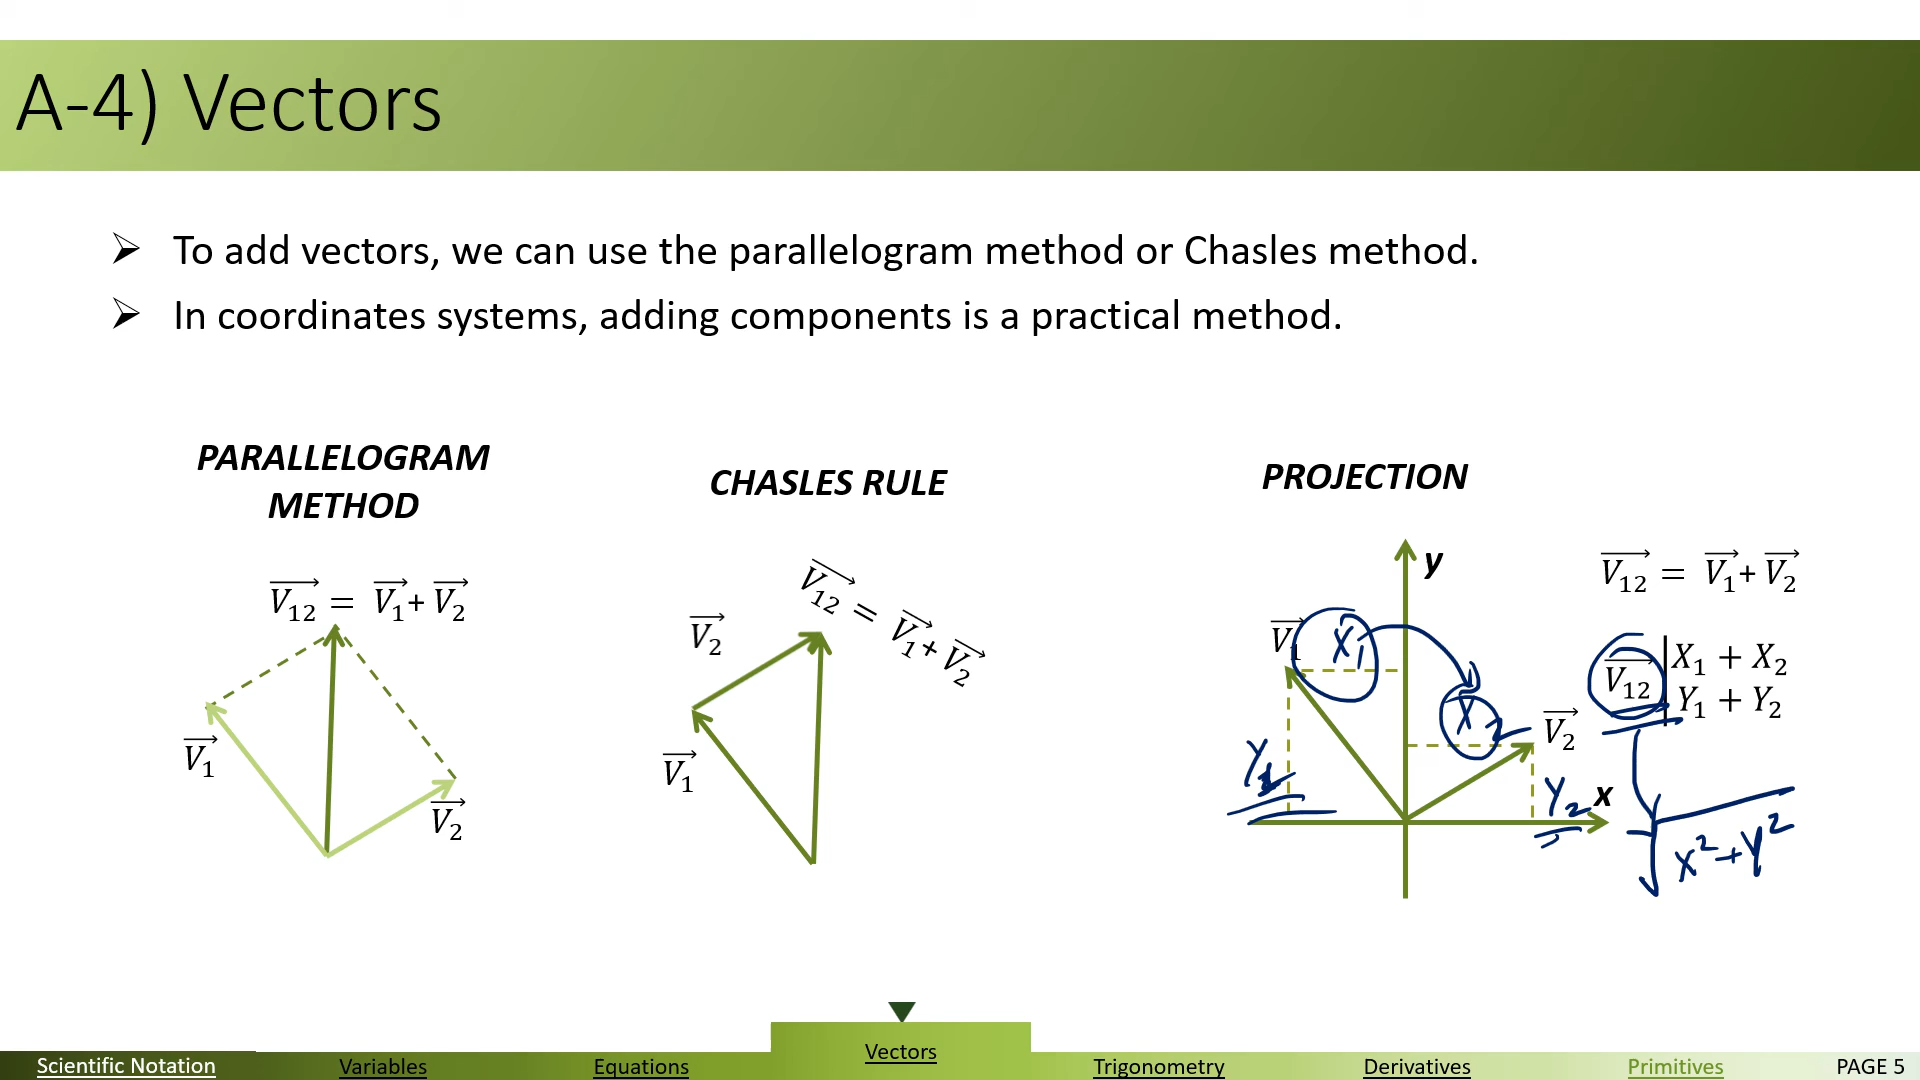 A-4) Vectors
To add vectors, we can use the parallelogram method or Chasles method.
In coordinates systems, adding components is a practical method.
PARALLELOGRAM
METHOD
V₁₂ = V₁ + V₂
V₁
V₂
CHASLES RULE
V₁₂ = V₁ + V₂
V₂
V₁
PROJECTION
y
x
V₁
V₂
X₁
X₂
Y₁
Y₂
V₁₂ = V₁ + V₂
V₁₂ | X₁ + X₂
Y₁ + Y₂
√X² + Y²
Scientific Notation
Variables
Equations
Vectors
Trigonometry
Derivatives
Primitives
PAGE 5